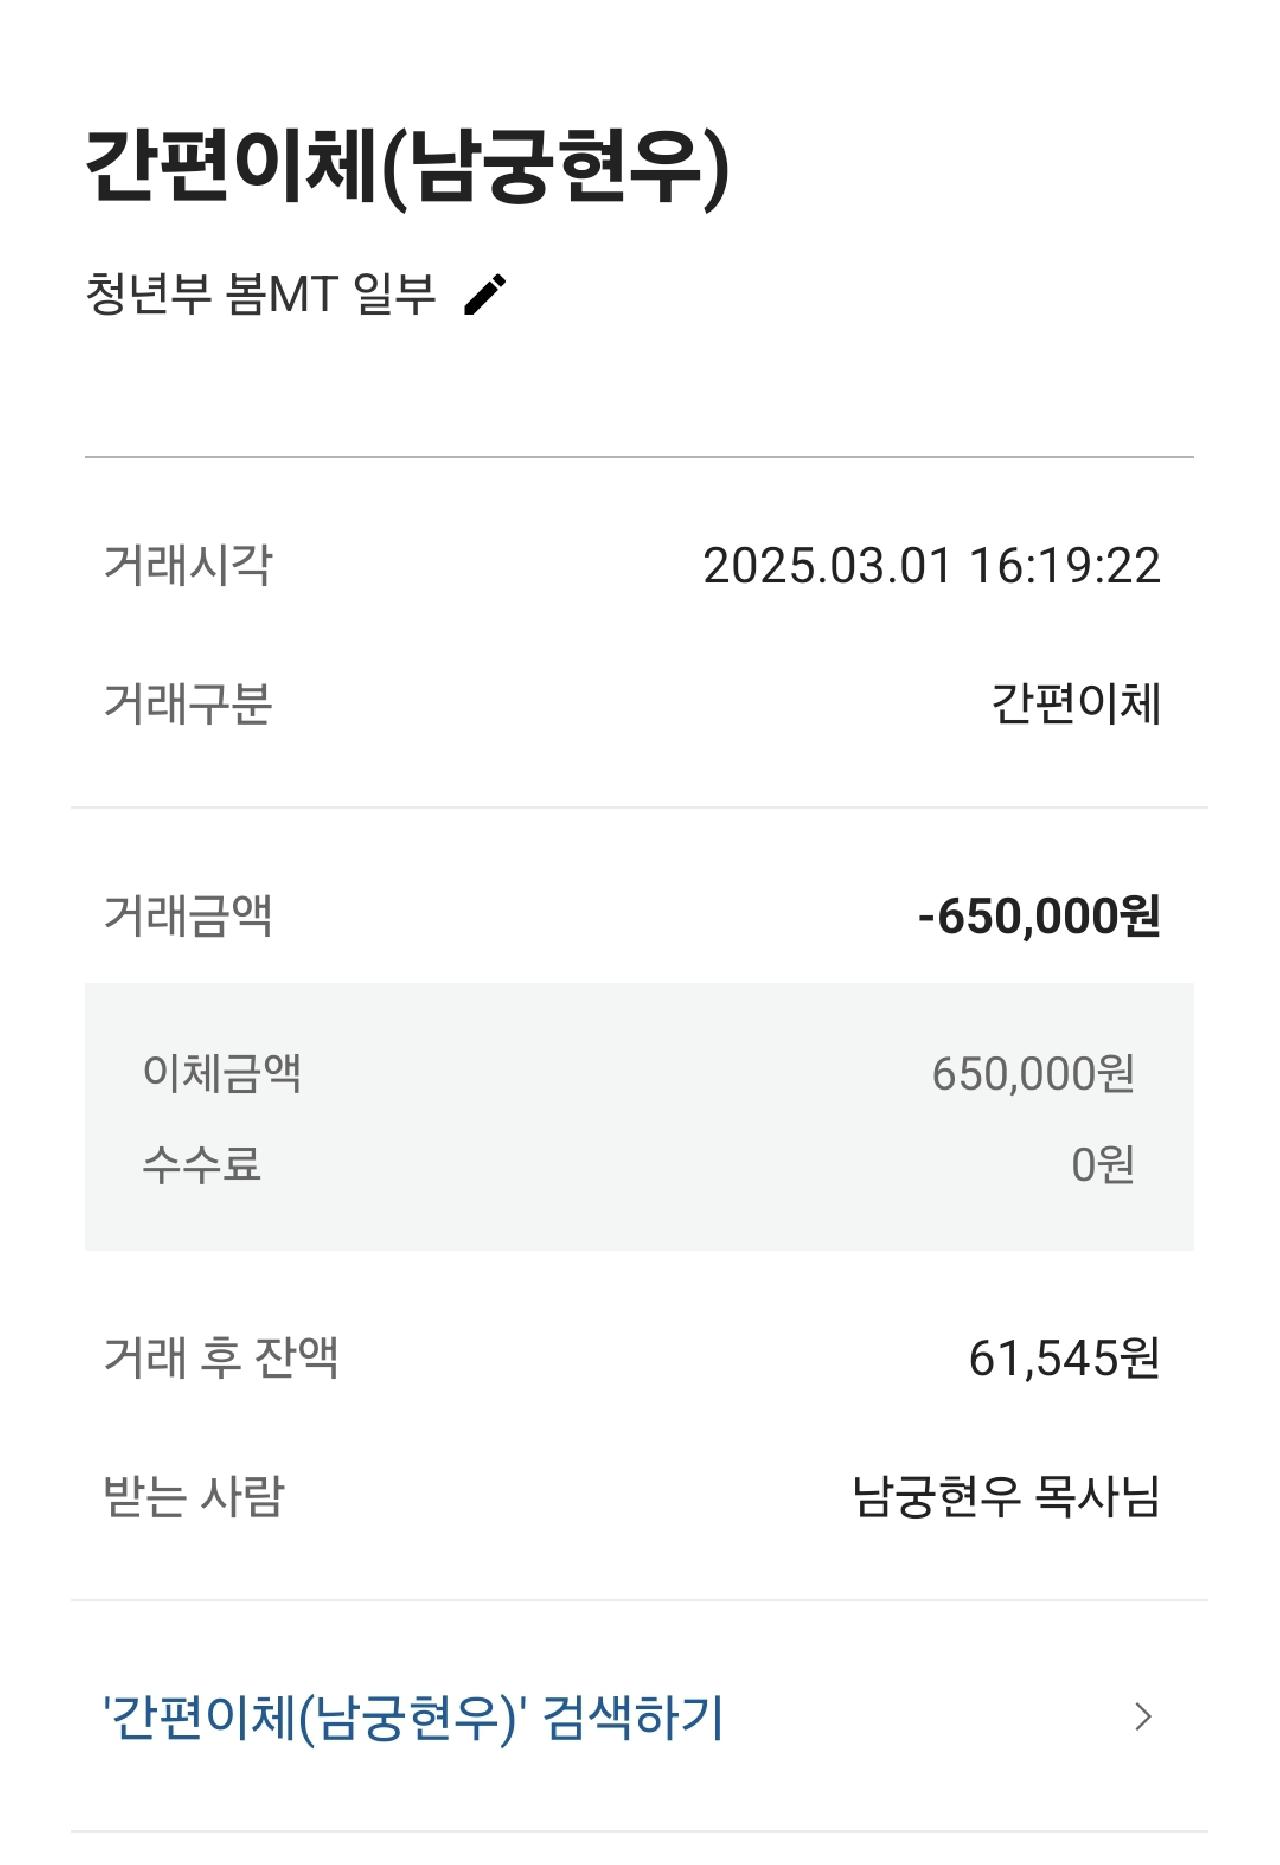 간편이체(남궁현우)
청년부 봄MT 일부
거래시각 2025.03.01 16:19:22
거래구분 간편이체
거래금액 -650,000원
이체금액 650,000원
수수료 0원
거래 후 잔액 61,545원
받는 사람 남궁현우 목사님
'간편이체(남궁현우)' 검색하기